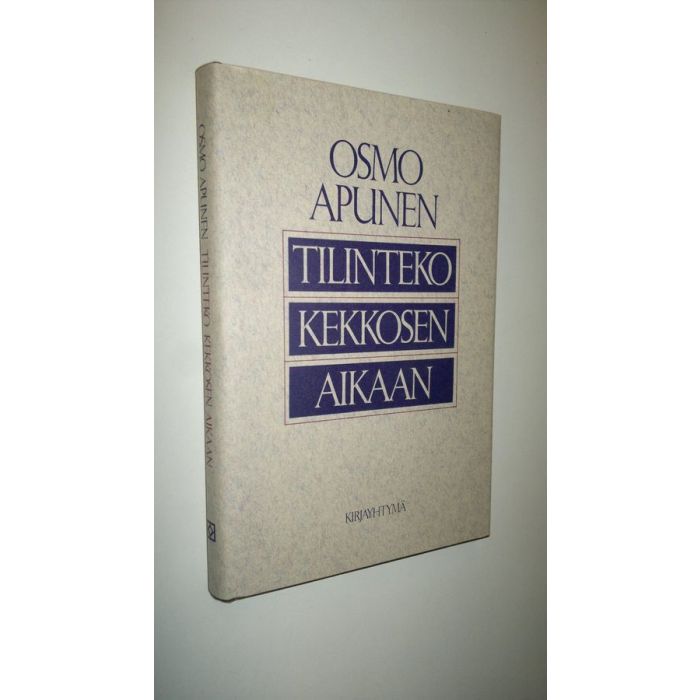 OSMO
APUNEN
TILINTEKO
KEKKOSEN
AIKAAN
KIRJAYHTYMÄ
OSMO APUNEN TILINTEKO KEKKOSEN AIKAAN